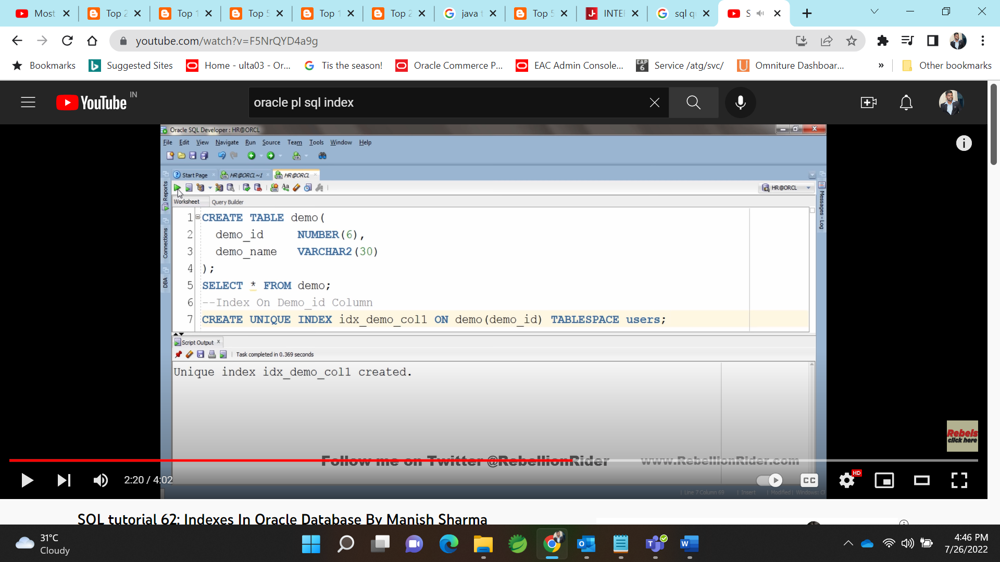 Most
Top 2
Top 1
Top 5
Top 1
Top 2
java t
Top 5
INTE
sql q
S
youtube.com/watch?v=F5NrQYD4a9g
Bookmarks
Suggested Sites
Home - ulta03 - Or...
Tis the season!
Oracle Commerce P...
EAC Admin Console...
EAP 6
Service /atg/svc/
Omniture Dashboar...
»
Other bookmarks
YouTube IN
oracle pl sql index
Oracle SQL Developer : HR@ORCL
File Edit View Navigate Run Source Team Tools Window Help
Start Page
HR@ORCL~1
HR@ORCL
HR@ORCL
Reports
Connections
DBA
Messages - Log
Worksheet
Query Builder
1 CREATE TABLE demo(
2 demo_id NUMBER(6),
3 demo_name VARCHAR2(30)
4 );
5 SELECT * FROM demo;
6 --Index On Demo_id Column
7 CREATE UNIQUE INDEX idx_demo_col1 ON demo(demo_id) TABLESPACE users;
Script Output
Task completed in 0.369 seconds
Unique index idx_demo_col1 created.
Rebels
click here
Follow me on Twitter @RebellionRider
www.RebellionRider.com
2:20 / 4:02
CC
HD
Line 7 Column 69
Insert
Modified
Windows: C
SQL tutorial 62: Indexes In Oracle Database By Manish Sharma
31°C
Cloudy
4:46 PM
7/26/2022